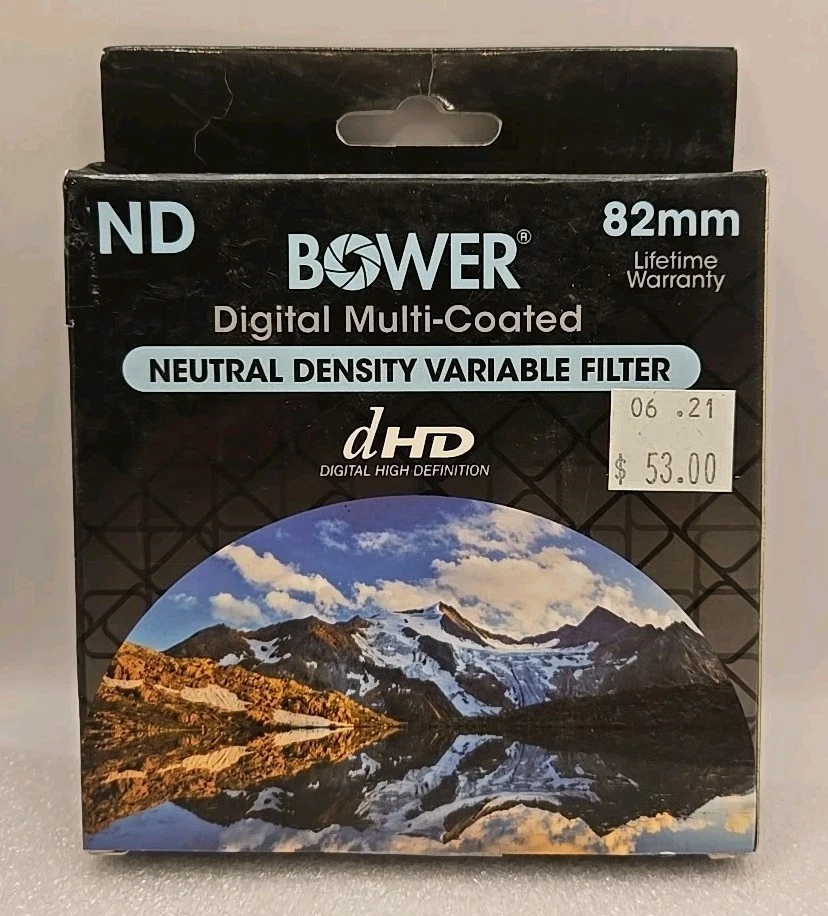 ND
82mm
BOWER®
Lifetime
Warranty
Digital Multi-Coated
NEUTRAL DENSITY VARIABLE FILTER
06 .21
$ 53.00
dHD
DIGITAL HIGH-DEFINITION